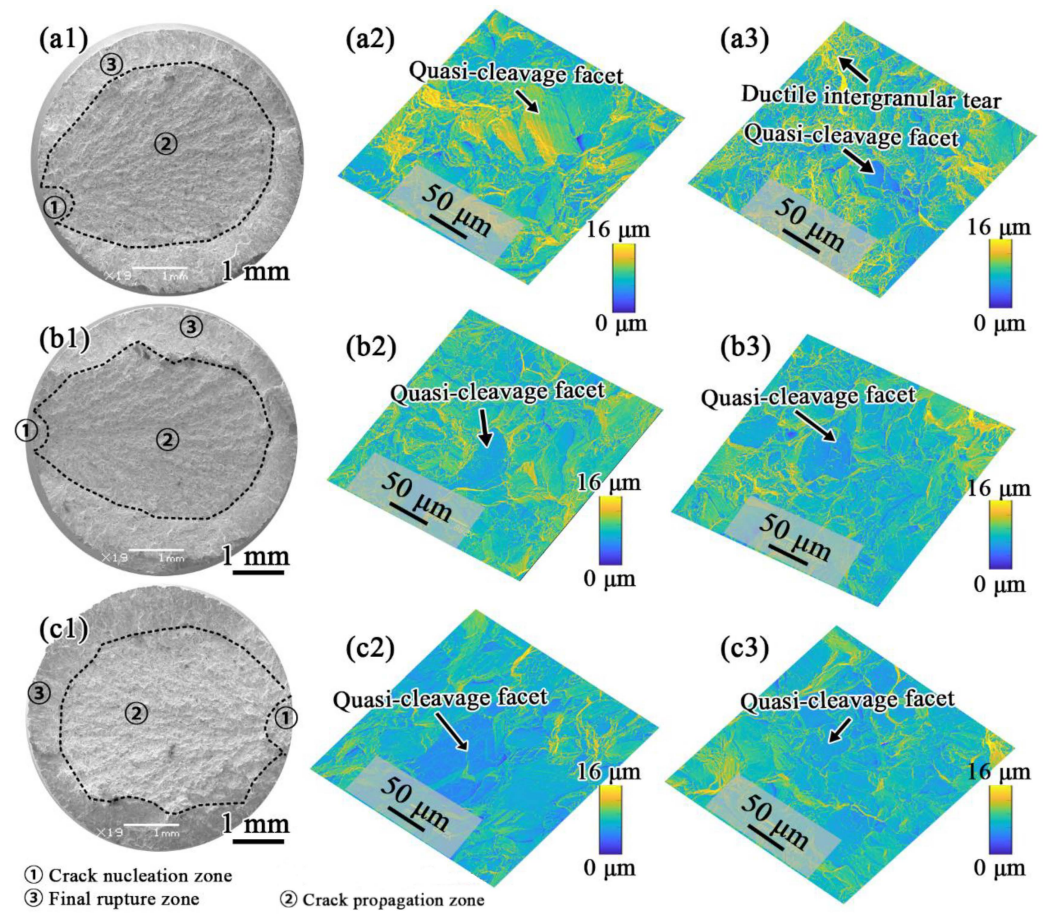 (a1)
③
②
①
X19 1mm
1 mm
(a2)
Quasi-cleavage facet
50 μm
16 μm
0 μm
(a3)
Ductile intergranular tear
Quasi-cleavage facet
50 μm
16 μm
0 μm
(b1)
③
①
②
X19 1mm
1 mm
(b2)
Quasi-cleavage facet
50 μm
16 μm
0 μm
(b3)
Quasi-cleavage facet
50 μm
16 μm
0 μm
(c1)
③
②
①
X19 1mm
1 mm
(c2)
Quasi-cleavage facet
50 μm
16 μm
0 μm
(c3)
Quasi-cleavage facet
50 μm
16 μm
0 μm
① Crack nucleation zone
③ Final rupture zone
② Crack propagation zone